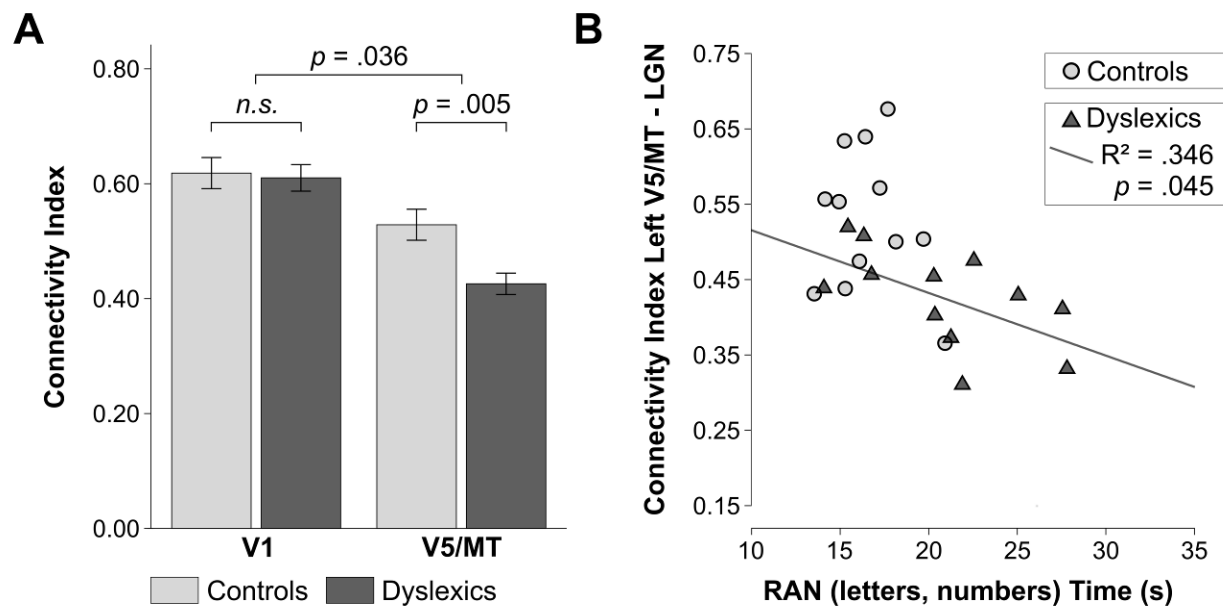 A
0.80
0.60
0.40
0.20
0.00
Connectivity Index
p = .036
n.s.
p = .005
V1
V5/MT
Controls
Dyslexics
B
0.75
0.65
0.55
0.45
0.35
0.25
0.15
Connectivity Index Left V5/MT - LGN
Controls
Dyslexics
R² = .346
p = .045
10
15
20
25
30
35
RAN (letters, numbers) Time (s)